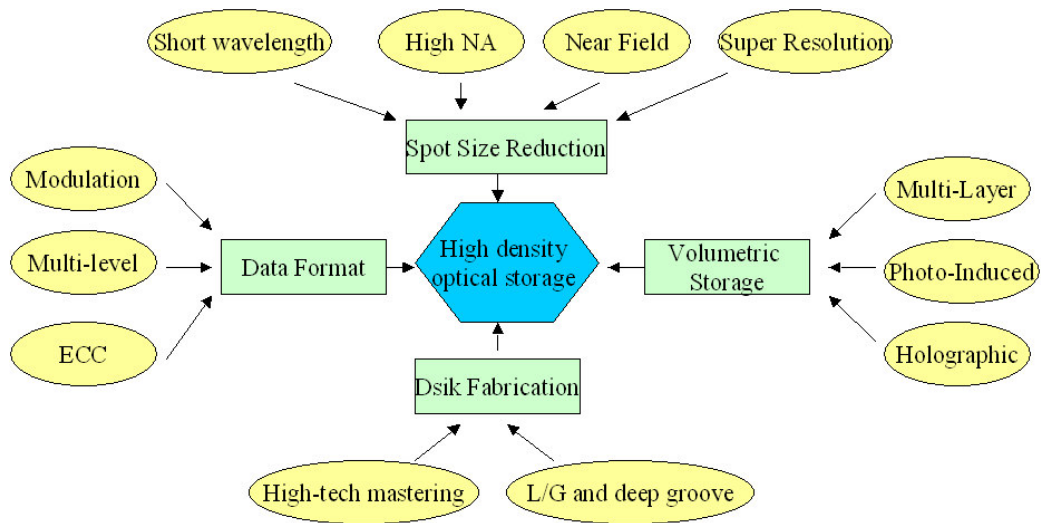 Short wavelength
High NA
Near Field
Super Resolution
Spot Size Reduction
Modulation
Multi-level
ECC
Data Format
High density
optical storage
Volumetric
Storage
Multi-Layer
Photo-Induced
Holographic
Dsik Fabrication
High-tech mastering
L/G and deep groove